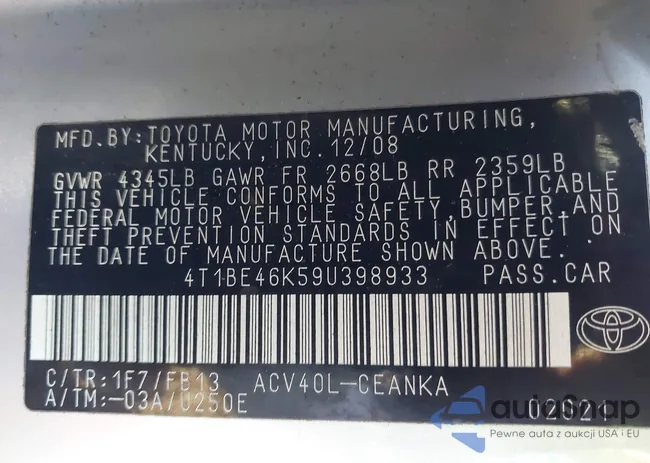 MFD.BY:TOYOTA MOTOR MANUFACTURING,
KENTUCKY,INC.12/08
GVWR 4345LB GAWR FR 2668LB RR 2359LB
THIS VEHICLE CONFORMS TO ALL APPLICABLE
FEDERAL MOTOR VEHICLE SAFETY,BUMPER,AND
THEFT PREVENTION STANDARDS IN EFFECT ON
THE DATE OF MANUFACTURE SHOWN ABOVE.
4T1BE46K59U398933 PASS.CAR
C/TR:1F7/FB13 ACV40L-CEANKA
A/TM:-03A/U250E 02021
autoSnap
Pewne auta z aukcji USA i EU